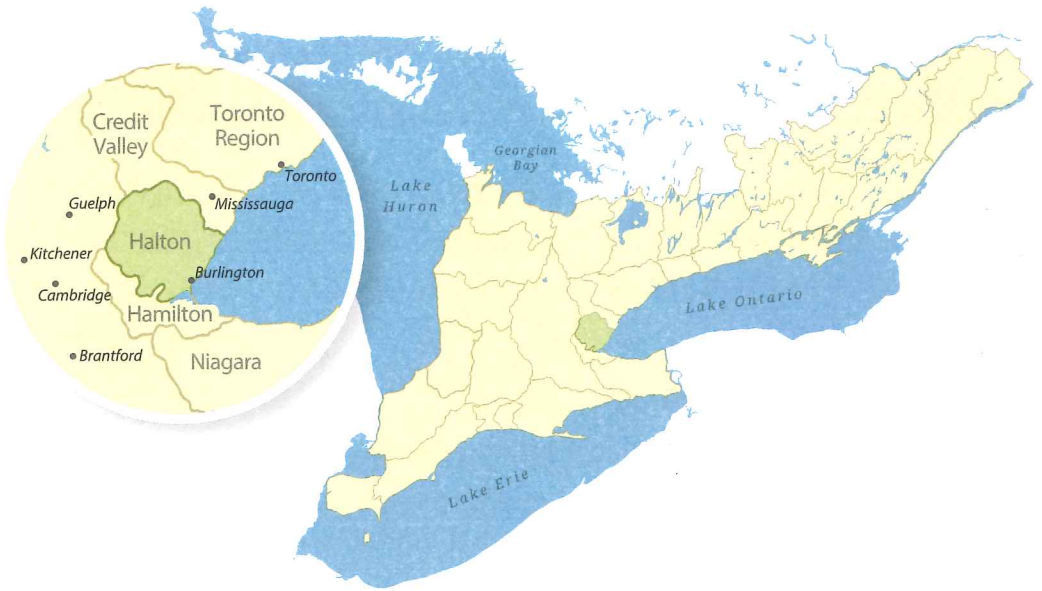 Credit
Valley
Toronto
Region
Toronto
Guelph
Mississauga
Halton
Kitchener
Burlington
Cambridge
Hamilton
Brantford
Niagara
Lake
Huron
Georgian
Bay
Lake Ontario
Lake Erie